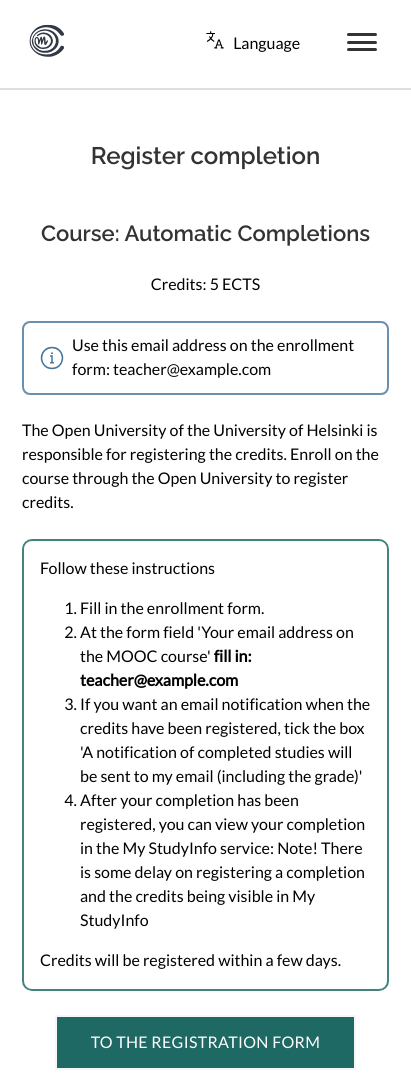 Language
Register completion
Course: Automatic Completions
Credits: 5 ECTS
Use this email address on the enrollment
form: teacher@example.com
The Open University of the University of Helsinki is
responsible for registering the credits. Enroll on the
course through the Open University to register
credits.
Follow these instructions
1. Fill in the enrollment form.
2. At the form field 'Your email address on
the MOOC course' fill in:
teacher@example.com
3. If you want an email notification when the
credits have been registered, tick the box
'A notification of completed studies will
be sent to my email (including the grade)'
4. After your completion has been
registered, you can view your completion
in the My StudyInfo service: Note! There
is some delay on registering a completion
and the credits being visible in My
StudyInfo
Credits will be registered within a few days.
TO THE REGISTRATION FORM